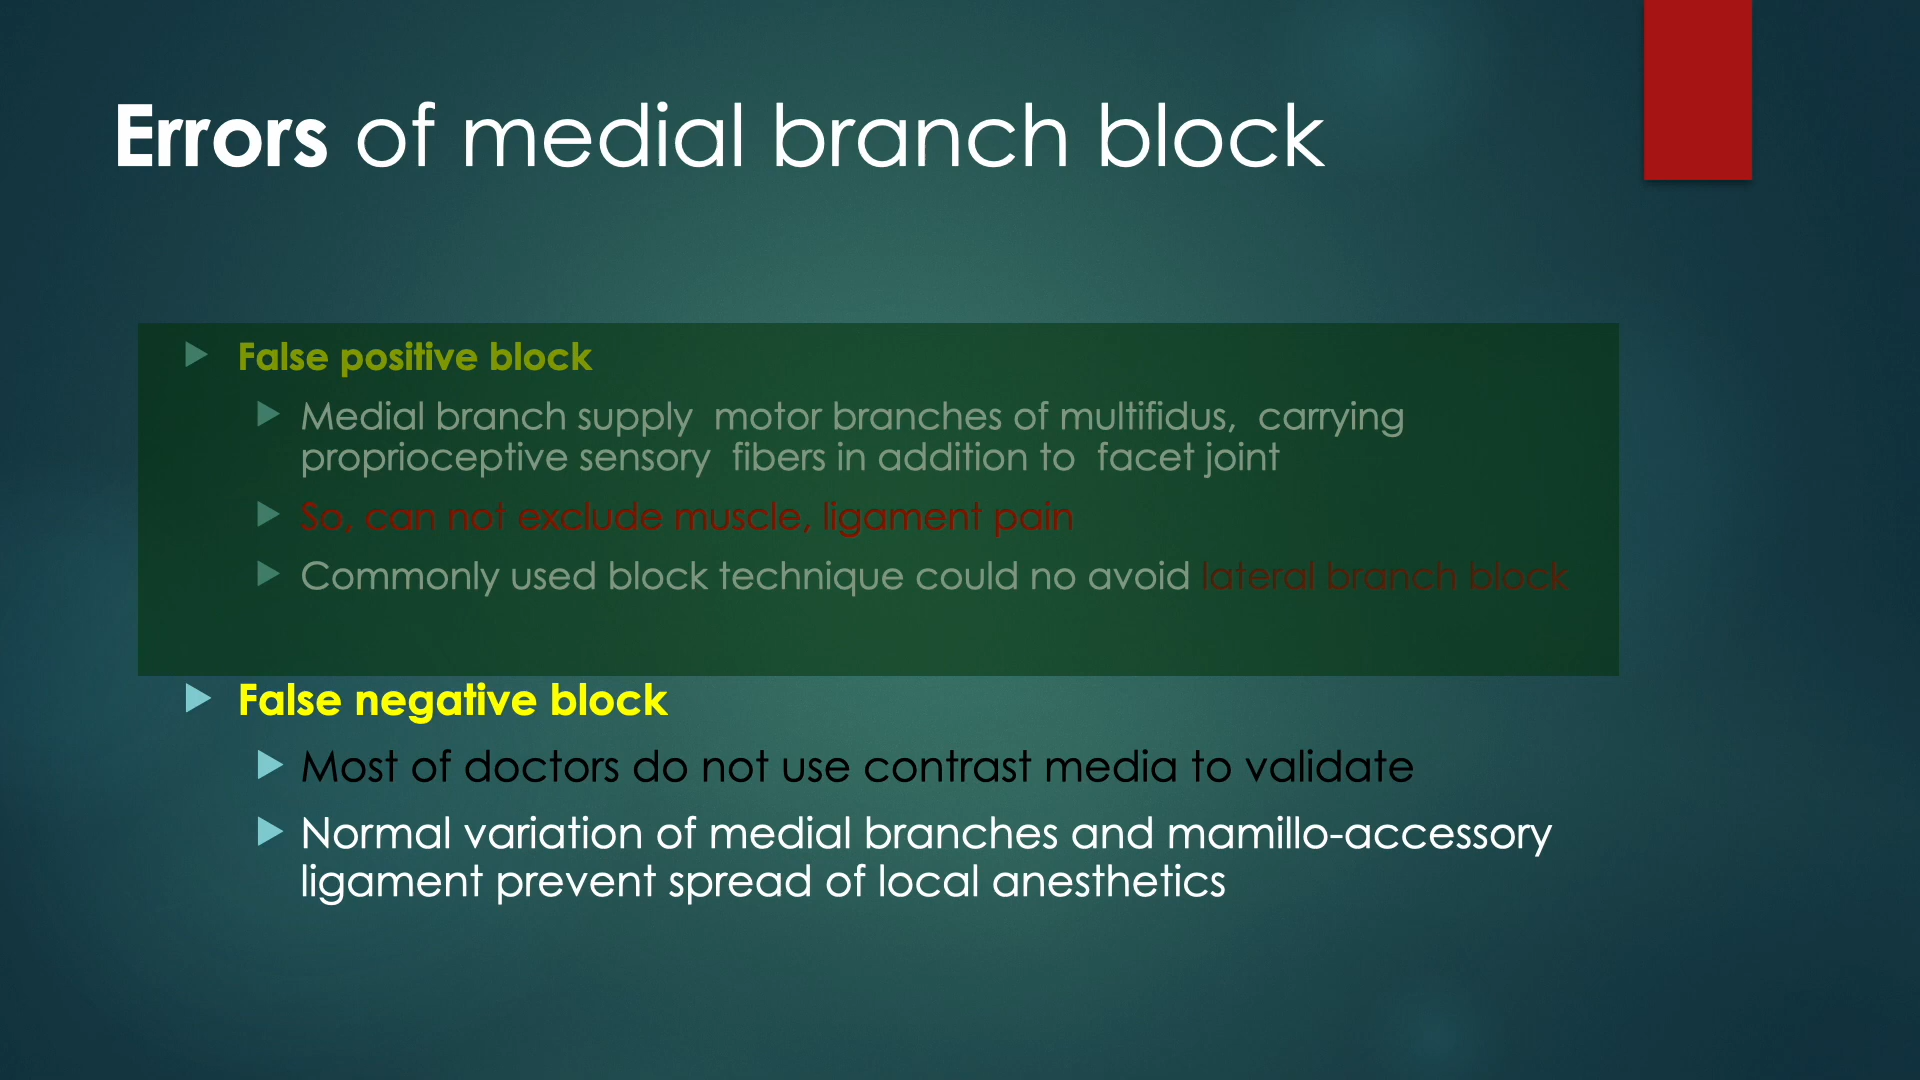 Errors of medial branch block
False positive block
Medial branch supply  motor branches of multifidus,  carrying
proprioceptive sensory  fibers in addition to  facet joint
So, can not exclude muscle, ligament pain
Commonly used block technique could no avoid lateral branch block
False negative block
Most of doctors do not use contrast media to validate
Normal variation of medial branches and mamillo-accessory
ligament prevent spread of local anesthetics